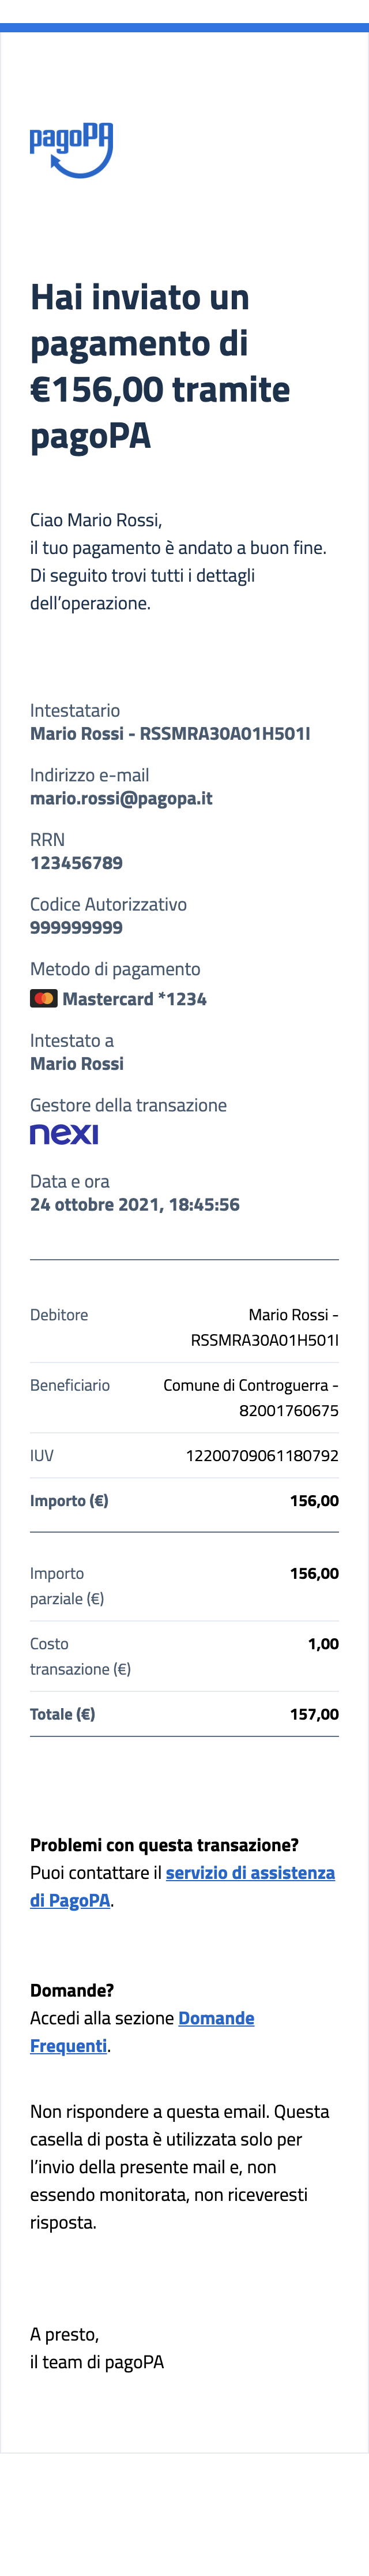 pagoPA
Hai inviato un
pagamento di
€156,00 tramite
pagoPA
Ciao Mario Rossi,
il tuo pagamento è andato a buon fine.
Di seguito trovi tutti i dettagli
dell’operazione.
Intestatario
Mario Rossi - RSSMRA30A01H501I
Indirizzo e-mail
mario.rossi@pagopa.it
RRN
123456789
Codice Autorizzativo
999999999
Metodo di pagamento
Mastercard *1234
Intestato a
Mario Rossi
Gestore della transazione
nexi
Data e ora
24 ottobre 2021, 18:45:56
Debitore Mario Rossi -
RSSMRA30A01H501I
Beneficiario Comune di Controguerra -
82001760675
IUV 12200709061180792
Importo (€) 156,00
Importo 156,00
parziale (€)
Costo 1,00
transazione (€)
Totale (€) 157,00
Problemi con questa transazione?
Puoi contattare il servizio di assistenza
di PagoPA.
Domande?
Accedi alla sezione Domande
Frequenti.
Non rispondere a questa email. Questa
casella di posta è utilizzata solo per
l’invio della presente mail e, non
essendo monitorata, non riceveresti
risposta.
A presto,
il team di pagoPA